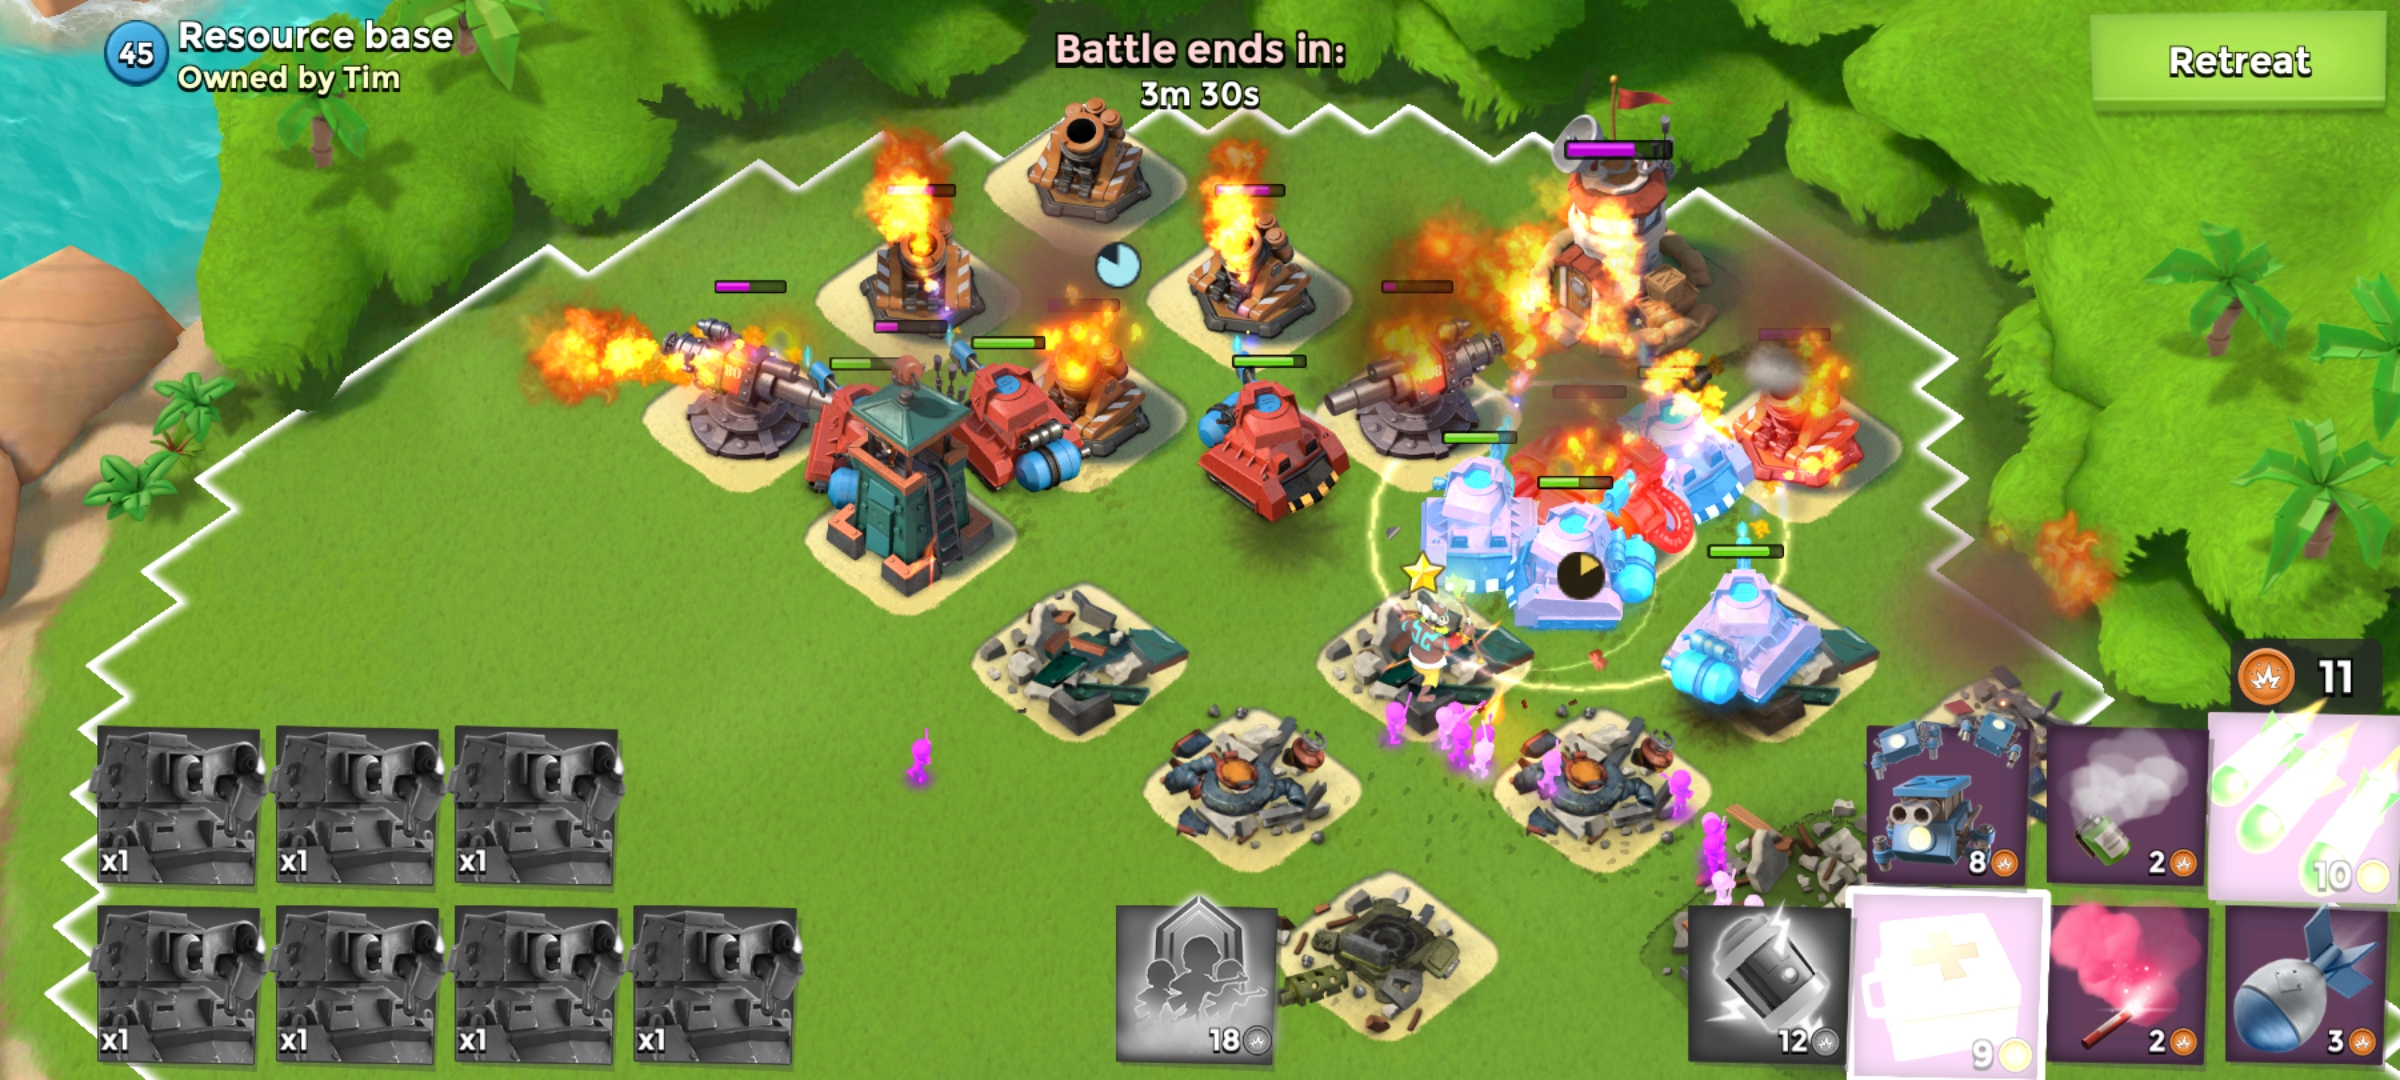 45
Resource base
Owned by Tim
Battle ends in:
3m 30s
Retreat
11
x1
x1
x1
8
2
10
x1
x1
x1
x1
18
12
9
2
3